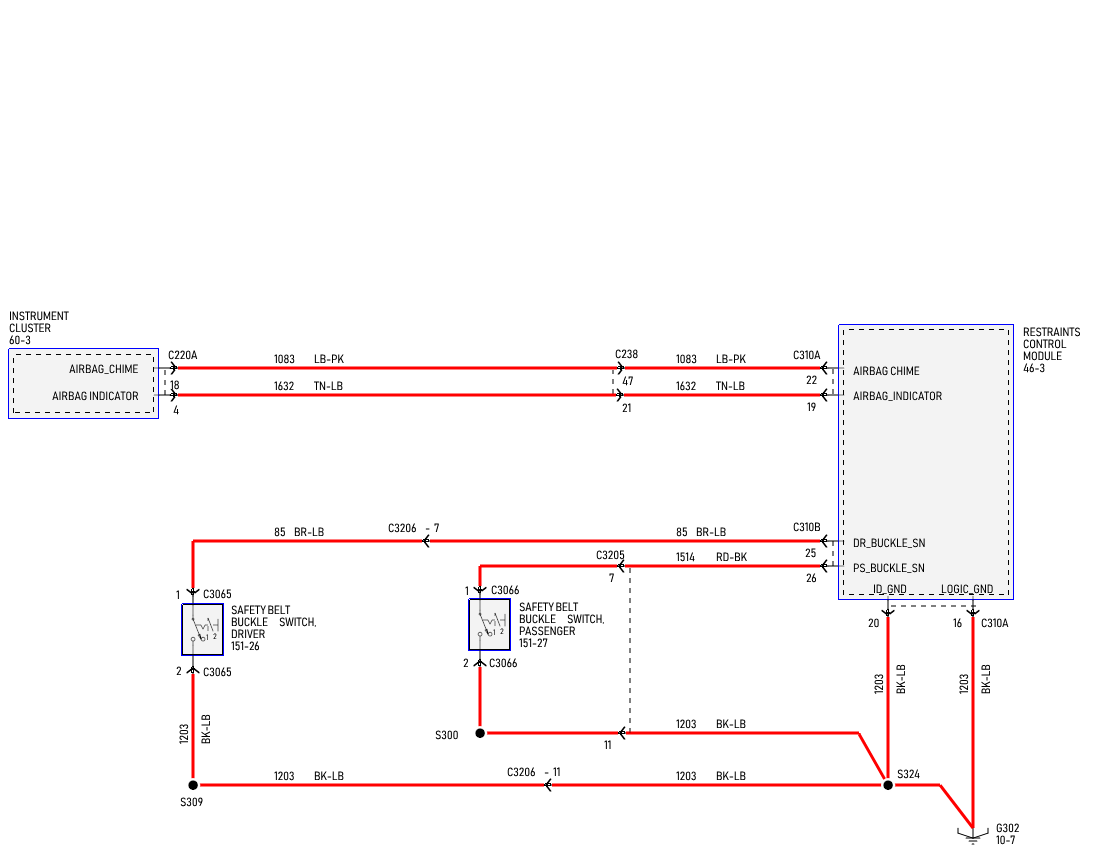 INSTRUMENT
CLUSTER
60-3
AIRBAG_CHIME
AIRBAG INDICATOR
C220A
18
4
1083 LB-PK
1632 TN-LB
C238
47
21
1083 LB-PK
1632 TN-LB
C310A
22
19
AIRBAG CHIME
AIRBAG_INDICATOR
RESTRAINTS
CONTROL
MODULE
46-3
85 BR-LB
C3206 - 7
85 BR-LB
C310B
25
DR_BUCKLE_SN
C3205
7
1514 RD-BK
26
PS_BUCKLE_SN
ID_GND
LOGIC_GND
1 C3065
SAFETY BELT
BUCKLE SWITCH,
DRIVER
151-26
1 2
2 C3065
1 C3066
SAFETY BELT
BUCKLE SWITCH,
PASSENGER
151-27
1 2
2 C3066
20
16
C310A
1203 BK-LB
1203 BK-LB
1203 BK-LB
S300
11
1203 BK-LB
1203 BK-LB
C3206 - 11
1203 BK-LB
S324
S309
G302
10-7